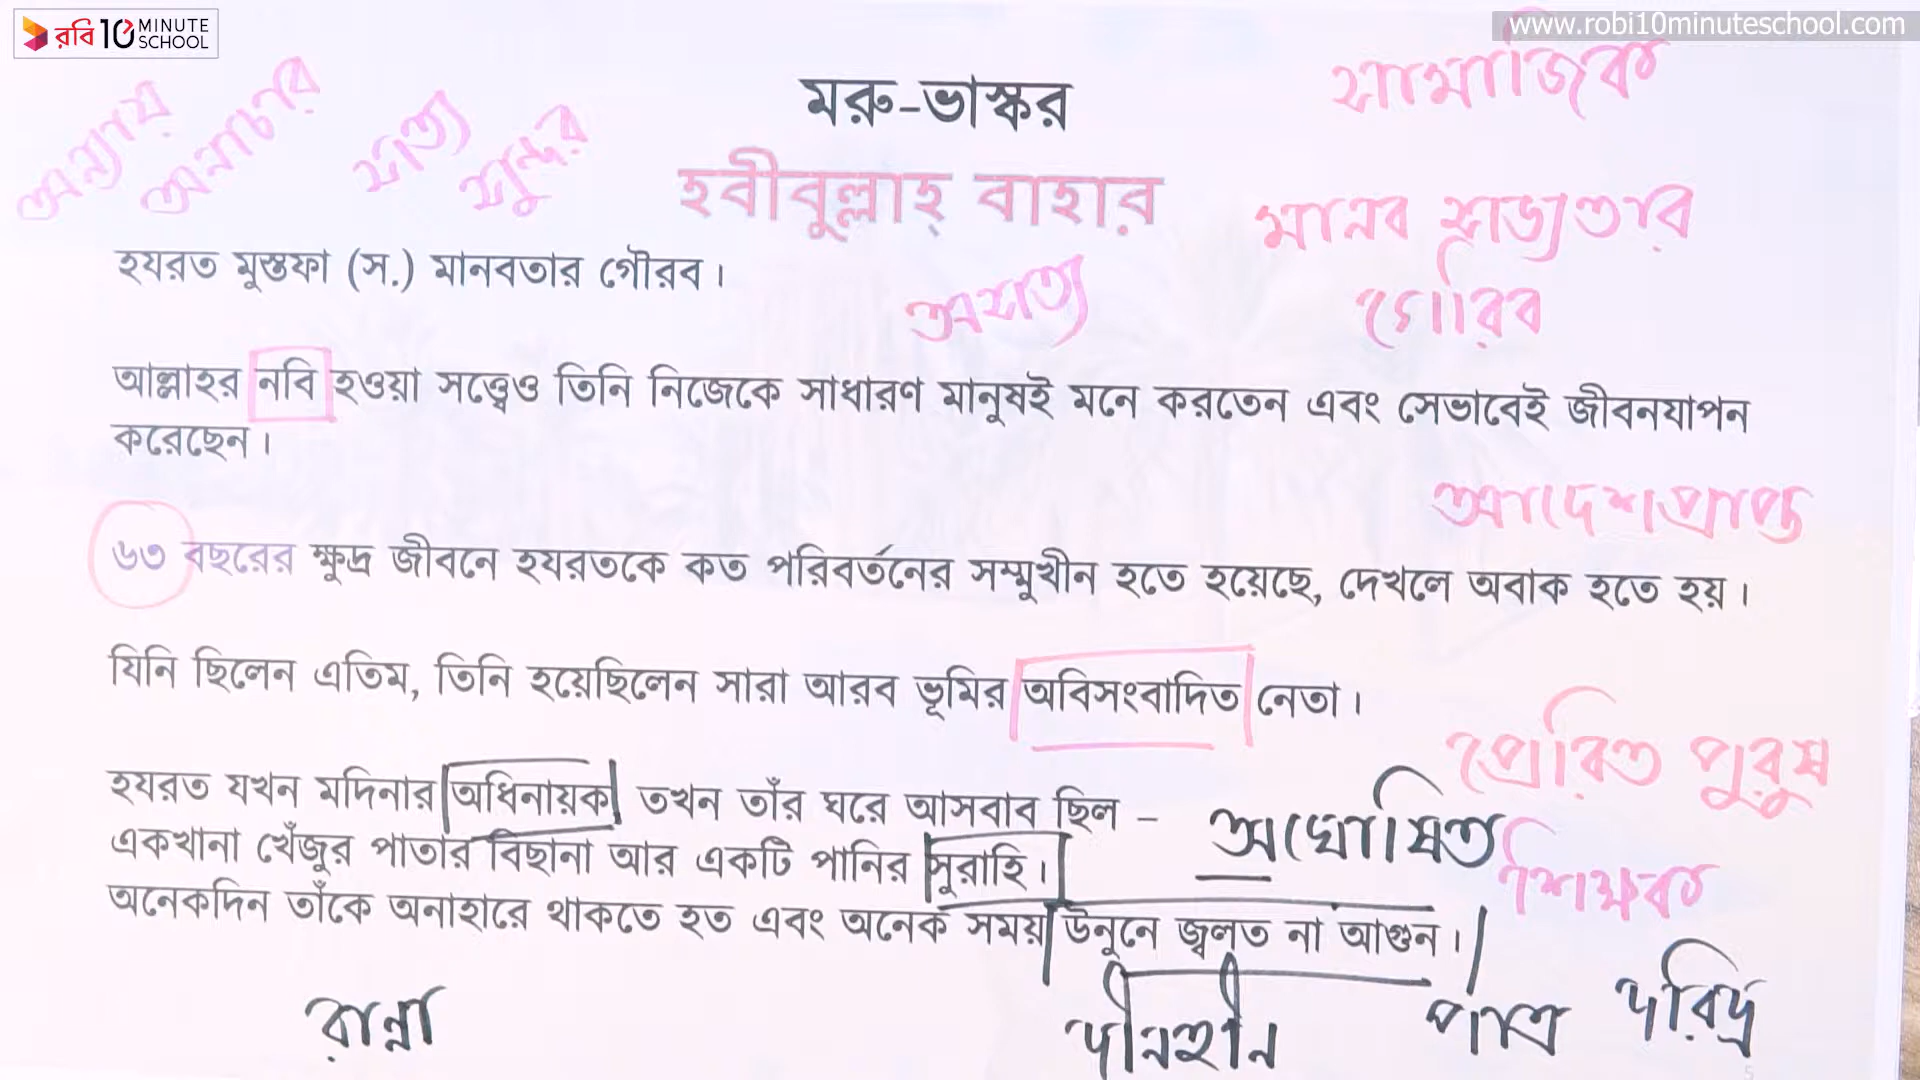 রবি 10 MINUTE SCHOOL
www.robi10minuteschool.com
মরু-ভাস্কর
সামাজিক
অন্যায়
অনাচার
সত্য
সুন্দর
হবীবুল্লাহ্ বাহার
মানব সভ্যতার
গৌরব
হযরত মুস্তফা (স.) মানবতার গৌরব।
অসত্য
আল্লাহর নবি হওয়া সত্ত্বেও তিনি নিজেকে সাধারণ মানুষই মনে করতেন এবং সেভাবেই জীবনযাপন
করেছেন।
আদেশপ্রাপ্ত
৬৩ বছরের ক্ষুদ্র জীবনে হযরতকে কত পরিবর্তনের সম্মুখীন হতে হয়েছে, দেখলে অবাক হতে হয়।
যিনি ছিলেন এতিম, তিনি হয়েছিলেন সারা আরব ভূমির অবিসংবাদিত নেতা।
প্রেরিত পুরুষ
হযরত যখন মদিনার অধিনায়ক তখন তাঁর ঘরে আসবাব ছিল –
অঘোষিত
একখানা খেঁজুর পাতার বিছানা আর একটি পানির সুরাহি।
শিক্ষক
অনেকদিন তাঁকে অনাহারে থাকতে হত এবং অনেক সময় উনুনে জ্বলত না আগুন।
রান্না
দীনহীন
পাত্র
দরিদ্র
5